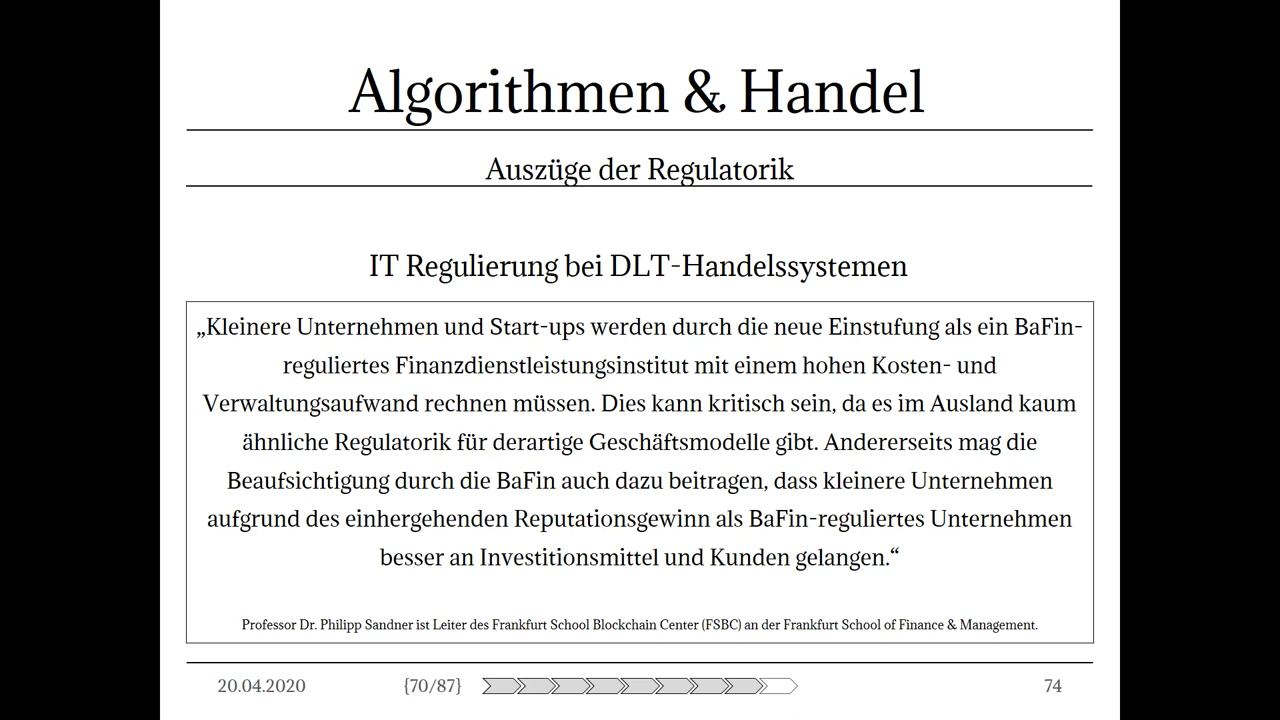 Algorithmen & Handel
Auszüge der Regulatorik
IT Regulierung bei DLT-Handelssystemen
„Kleinere Unternehmen und Start-ups werden durch die neue Einstufung als ein BaFin-
reguliertes Finanzdienstleistungsinstitut mit einem hohen Kosten- und
Verwaltungsaufwand rechnen müssen. Dies kann kritisch sein, da es im Ausland kaum
ähnliche Regulatorik für derartige Geschäftsmodelle gibt. Andererseits mag die
Beaufsichtigung durch die BaFin auch dazu beitragen, dass kleinere Unternehmen
aufgrund des einhergehenden Reputationsgewinn als BaFin-reguliertes Unternehmen
besser an Investitionsmittel und Kunden gelangen.“
Professor Dr. Philipp Sandner ist Leiter des Frankfurt School Blockchain Center (FSBC) an der Frankfurt School of Finance & Management.
20.04.2020 {70/87} 74